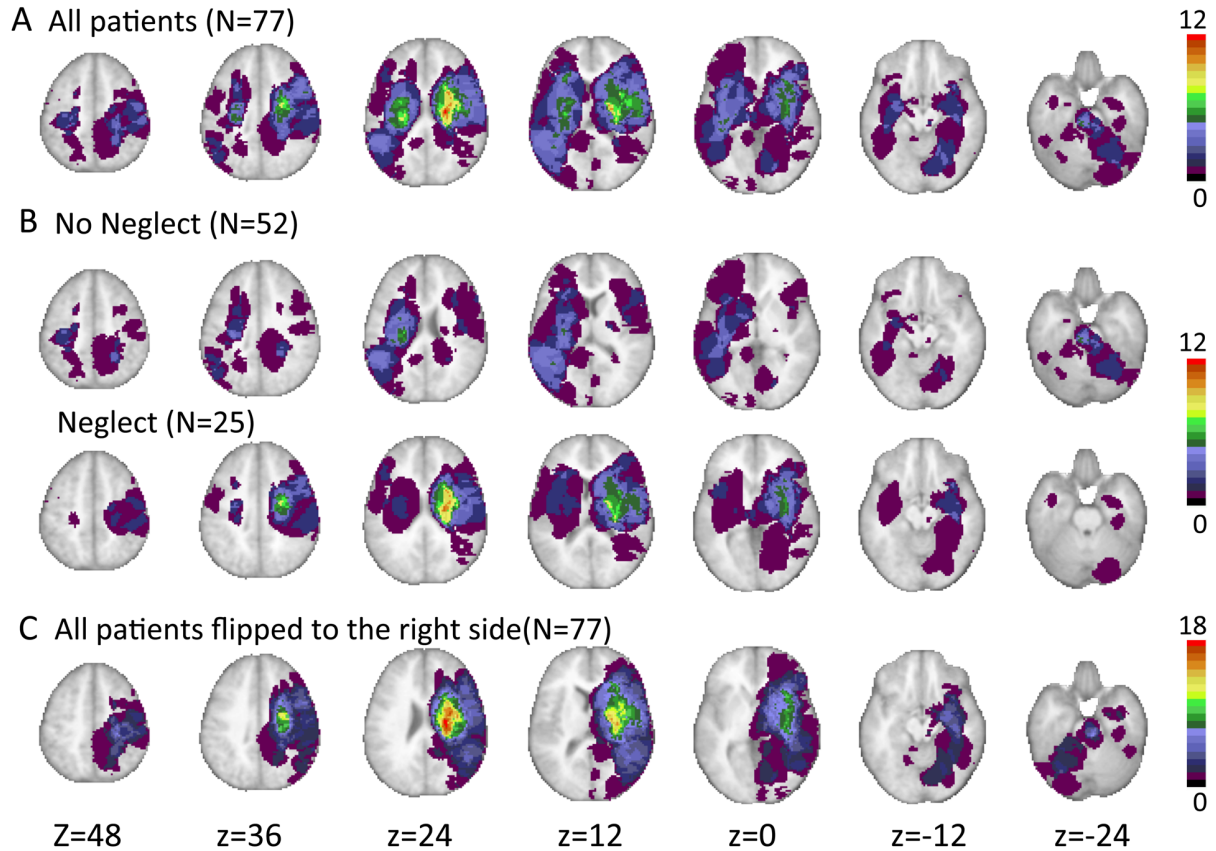 A All patients (N=77)
12
0
B No Neglect (N=52)
12
0
Neglect (N=25)
C All patients flipped to the right side(N=77)
18
0
Z=48 z=36 z=24 z=12 z=0 z=-12 z=-24